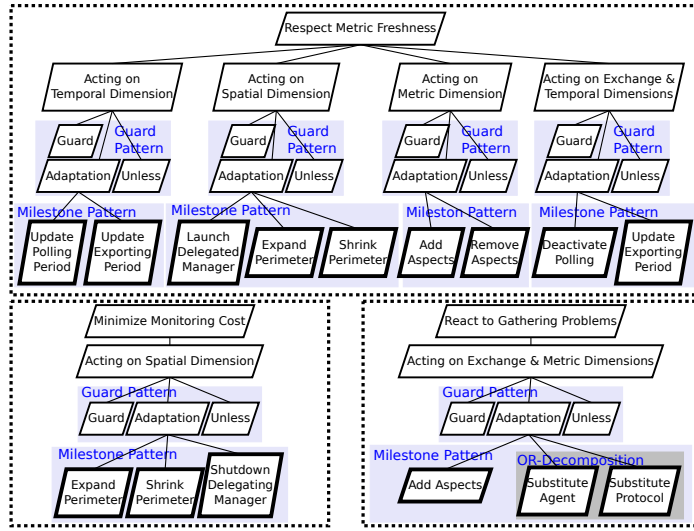 Respect Metric Freshness
Acting on
Temporal Dimension
Acting on
Spatial Dimension
Acting on
Metric Dimension
Acting on Exchange &
Temporal Dimensions
Guard
Guard
Pattern
Adaptation
Unless
Guard
Guard
Pattern
Adaptation
Unless
Guard
Guard
Pattern
Adaptation
Unless
Guard
Guard
Pattern
Adaptation
Unless
Milestone Pattern
Update
Polling
Period
Update
Exporting
Period
Milestone Pattern
Launch
Delegated
Manager
Expand
Perimeter
Shrink
Perimeter
Mileston Pattern
Add
Aspects
Remove
Aspects
Milestone Pattern
Deactivate
Polling
Update
Exporting
Period
Minimize Monitoring Cost
Acting on Spatial Dimension
Guard Pattern
Guard
Adaptation
Unless
Milestone Pattern
Expand
Perimeter
Shrink
Perimeter
Shutdown
Delegating
Manager
React to Gathering Problems
Acting on Exchange & Metric Dimensions
Guard Pattern
Guard
Adaptation
Unless
Milestone Pattern
Add Aspects
OR-Decomposition
Substitute
Agent
Substitute
Protocol